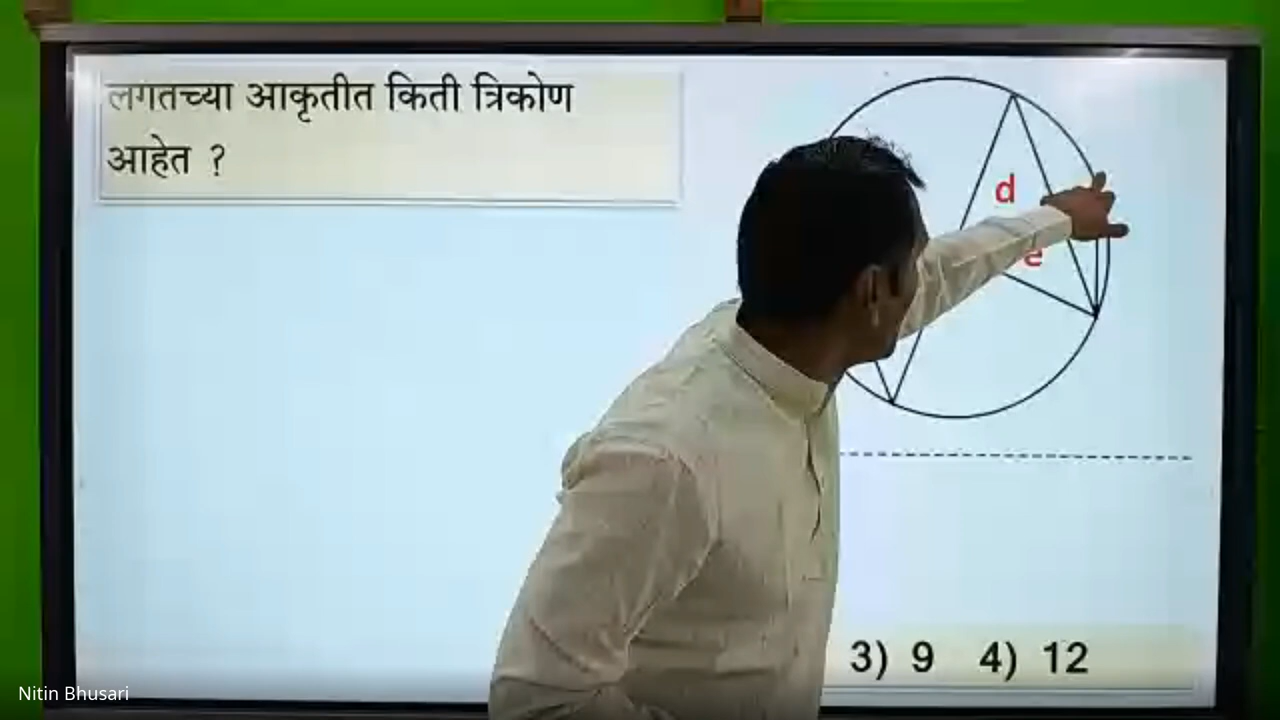 लगतच्या आकृतीत किती त्रिकोण
आहेत ?
d
e
3) 9 4) 12
Nitin Bhusari